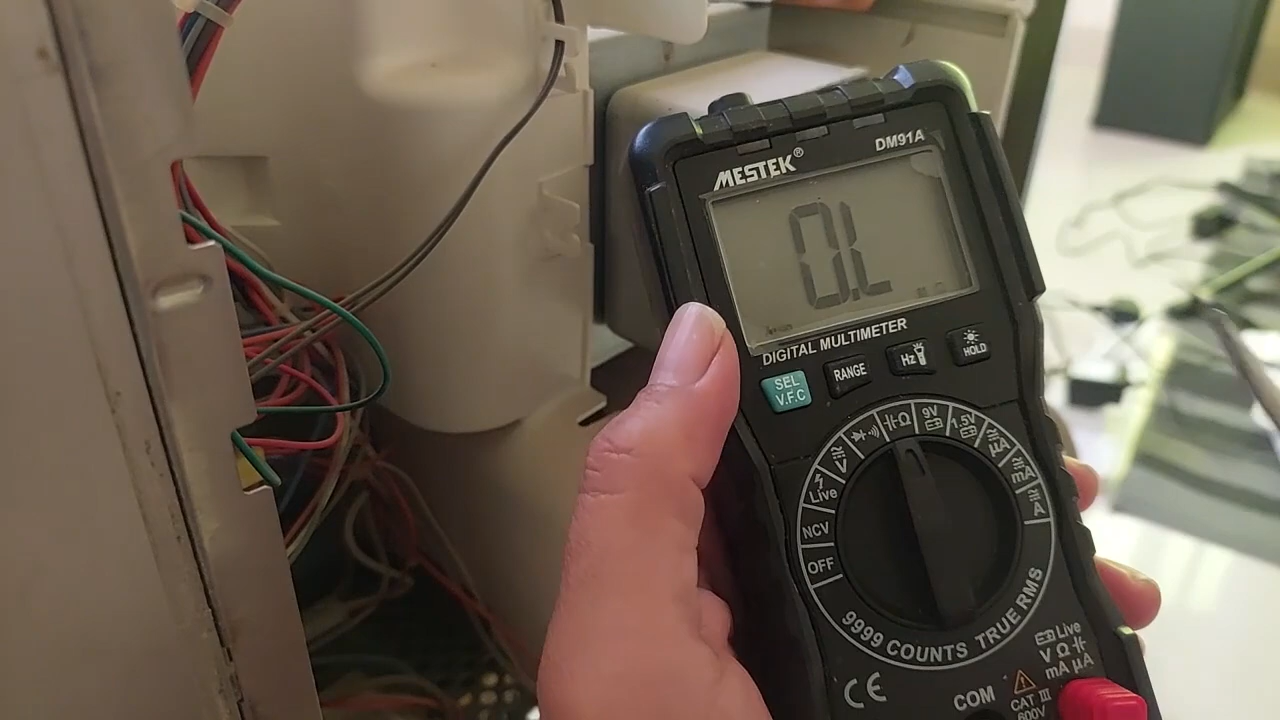 DM91A
MESTEK®
0.L
MΩ
DIGITAL MULTIMETER
SEL
V.F.C
RANGE
Hz
HOLD
Ω
9V
1.5V
μA
mA
A
V
Live
NCV
OFF
9999 COUNTS TRUE RMS
Live
V Ω
mA μA
CE
COM
CAT III
600V